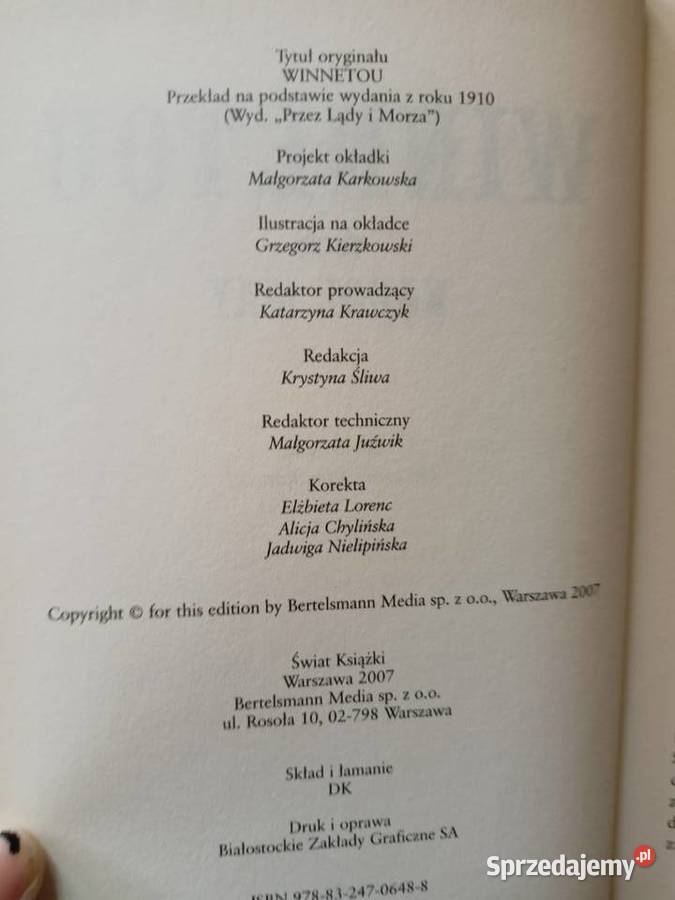 Tytuł oryginału
WINNETOU
Przekład na podstawie wydania z roku 1910
(Wyd. „Przez Lądy i Morza”)
Projekt okładki
Małgorzata Karkowska
Ilustracja na okładce
Grzegorz Kierzkowski
Redaktor prowadzący
Katarzyna Krawczyk
Redakcja
Krystyna Śliwa
Redaktor techniczny
Małgorzata Juźwik
Korekta
Elżbieta Lorenc
Alicja Chylińska
Jadwiga Nielipińska
Copyright © for this edition by Bertelsmann Media sp. z o.o., Warszawa 2007
Świat Książki
Warszawa 2007
Bertelsmann Media sp. z o.o.
ul. Rosoła 10, 02-798 Warszawa
Skład i łamanie
DK
Druk i oprawa
Białostockie Zakłady Graficzne SA
ISBN 978-83-247-0648-8
Sprzedajemy.pl